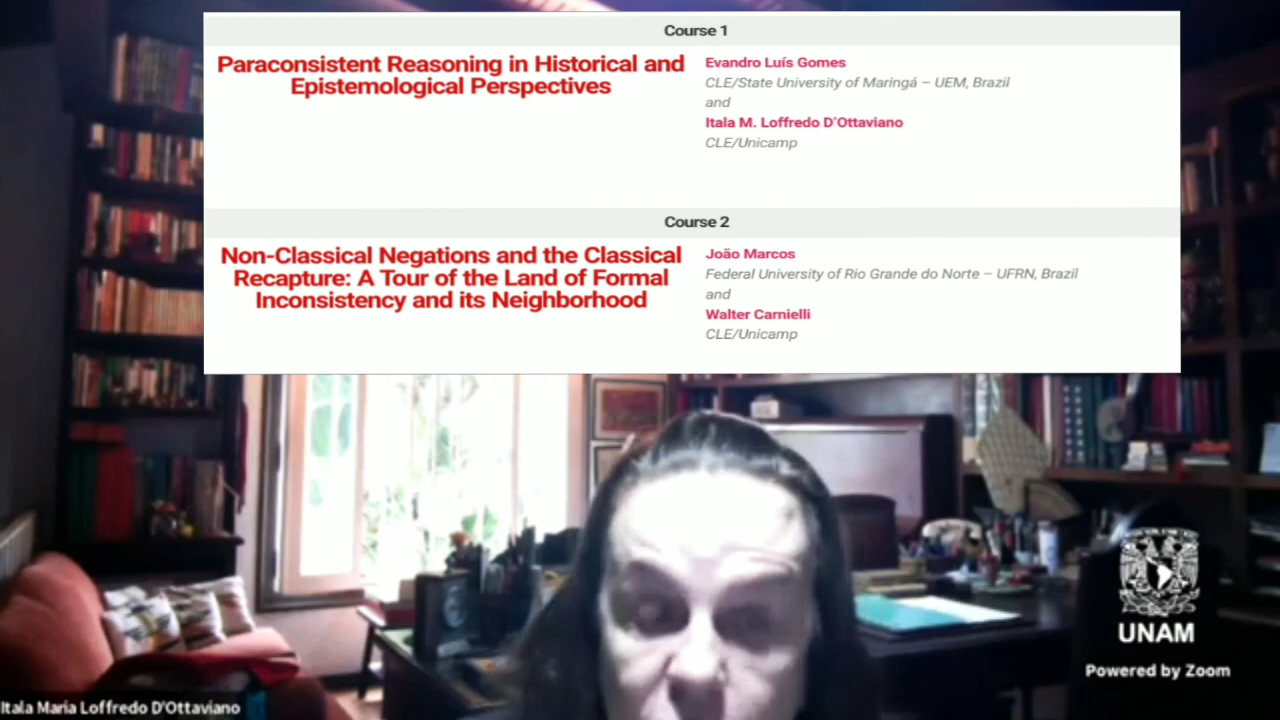 Course 1
Paraconsistent Reasoning in Historical and
Epistemological Perspectives
Evandro Luís Gomes
CLE/State University of Maringá – UEM, Brazil
and
Itala M. Loffredo D'Ottaviano
CLE/Unicamp
Course 2
Non-Classical Negations and the Classical
Recapture: A Tour of the Land of Formal
Inconsistency and its Neighborhood
João Marcos
Federal University of Rio Grande do Norte – UFRN, Brazil
and
Walter Carnielli
CLE/Unicamp
UNAM
Powered by Zoom
Itala Maria Loffredo D'Ottaviano